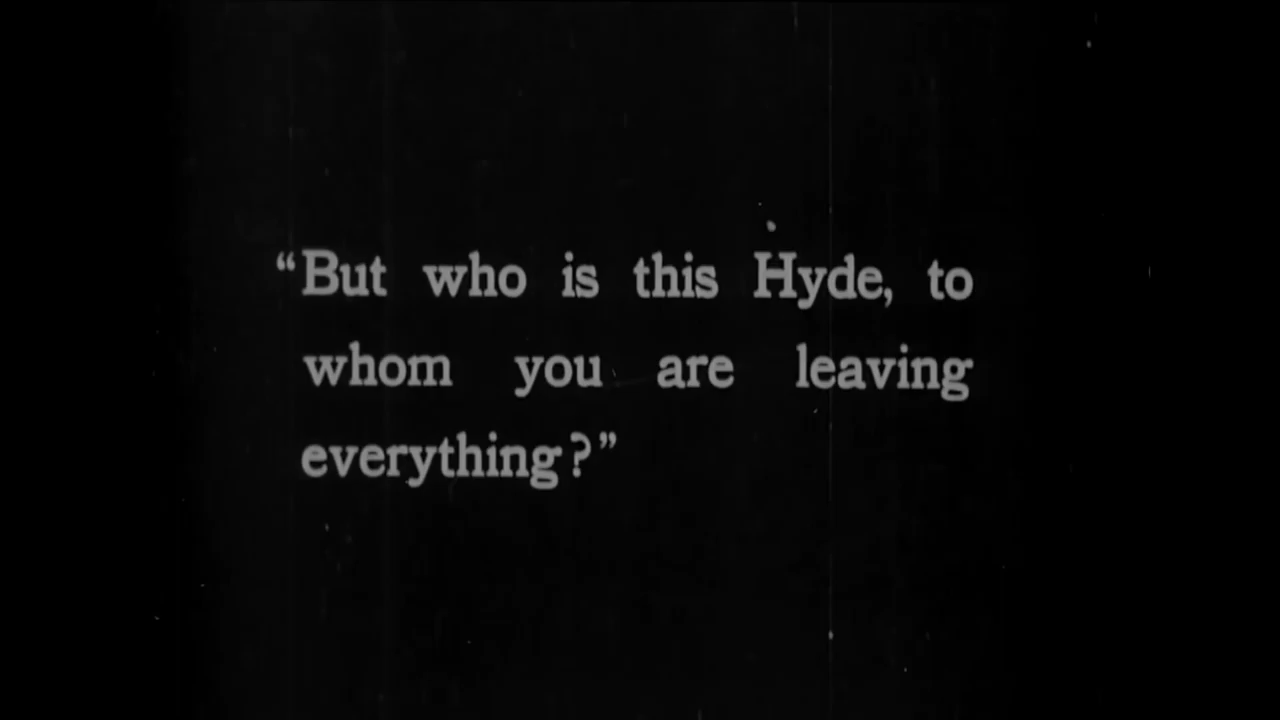 “But who is this Hyde, to
whom you are leaving
everything?”